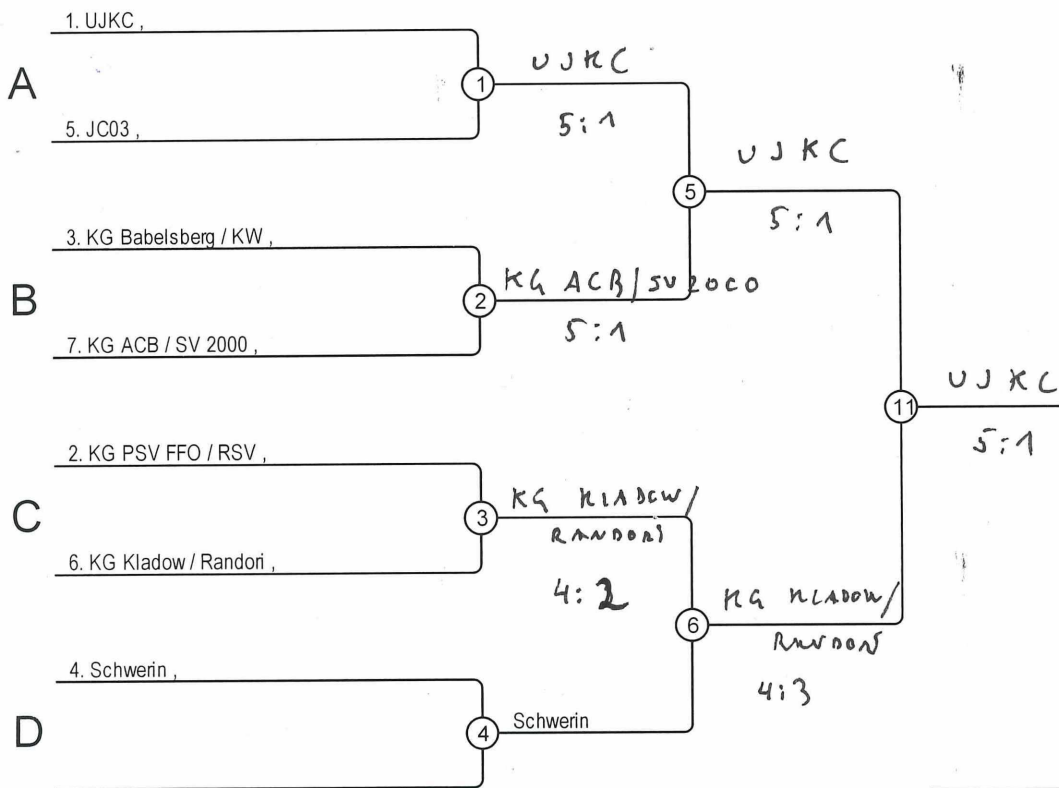 1. UJKC ,
A
1
UJKC
5:1
5. JC03 ,
5
UJKC
5:1
3. KG Babelsberg / KW ,
B
2
KG ACB/SV 2000
5:1
7. KG ACB / SV 2000 ,
11
UJKC
5:1
2. KG PSV FFO / RSV ,
C
3
KG KLADOW/
RANDORI
4:2
6. KG Kladow / Randori ,
6
KG KLADOW/
RANDORI
4:3
4. Schwerin ,
D
4
Schwerin